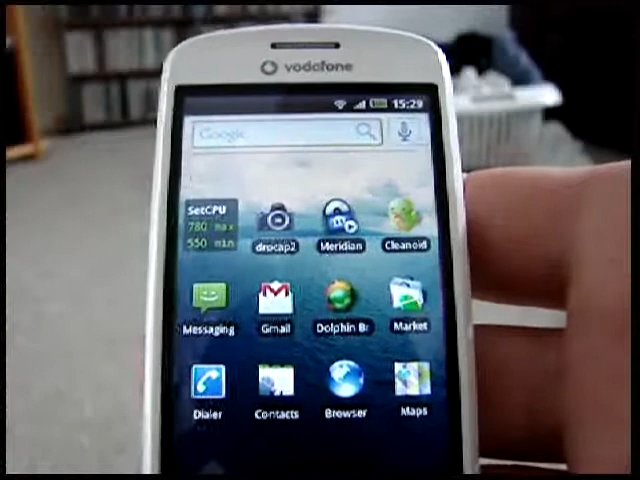 vodafone
15:29
Google
SetCPU
780 max
550 min
drocap2
Meridian
Cleanoid
Messaging
Gmail
Dolphin Br
Market
Dialer
Contacts
Browser
Maps